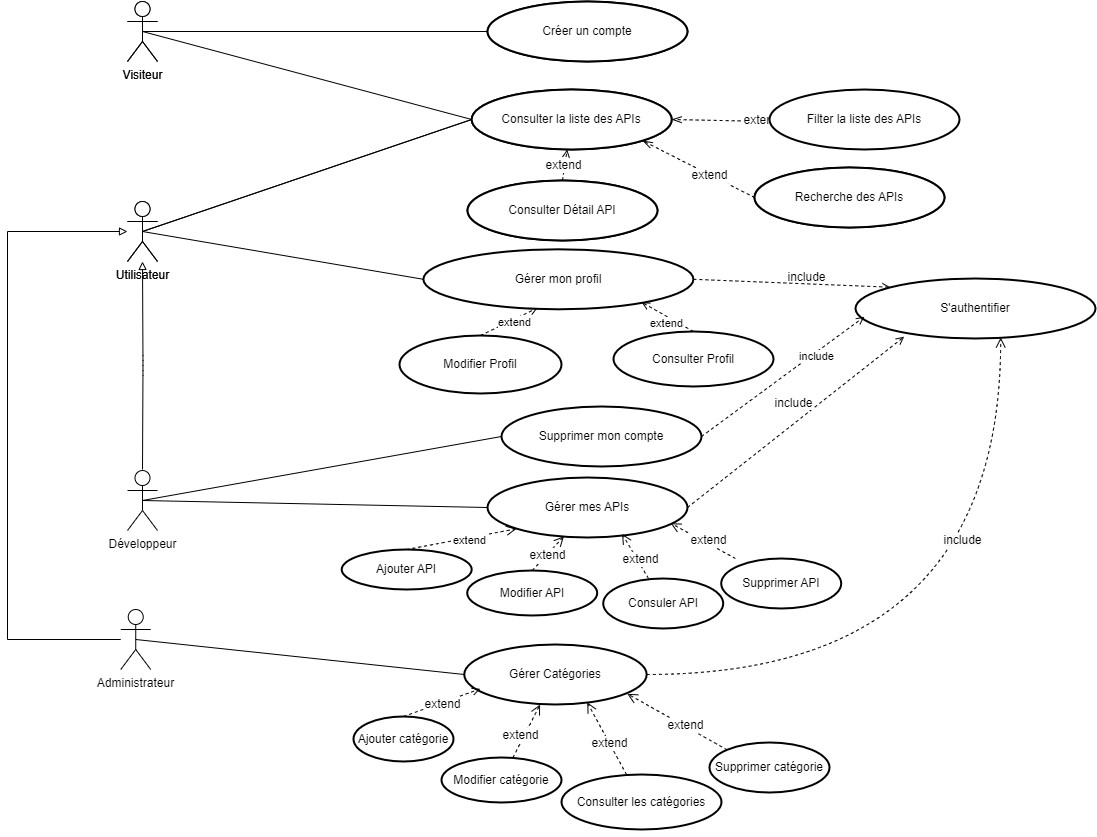 Créer un compte
Visiteur
Consulter la liste des APIs
exten
Filter la liste des APIs
extend
extend
Recherche des APIs
Consulter Détail API
Utilisateur
Gérer mon profil
include
S'authentifier
extend
extend
Modifier Profil
Consulter Profil
include
include
Supprimer mon compte
Gérer mes APIs
Développeur
extend
extend
extend
extend
include
Ajouter API
Modifier API
Consuler API
Supprimer API
Administrateur
Gérer Catégories
extend
extend
extend
extend
Ajouter catégorie
Modifier catégorie
Consulter les catégories
Supprimer catégorie